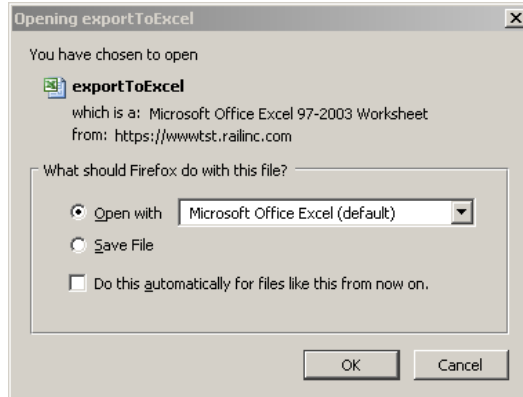 Opening exportToExcel
You have chosen to open
exportToExcel
which is a: Microsoft Office Excel 97-2003 Worksheet
from: https://wwwtst.railinc.com
What should Firefox do with this file?
Open with Microsoft Office Excel (default)
Save File
Do this automatically for files like this from now on.
OK Cancel